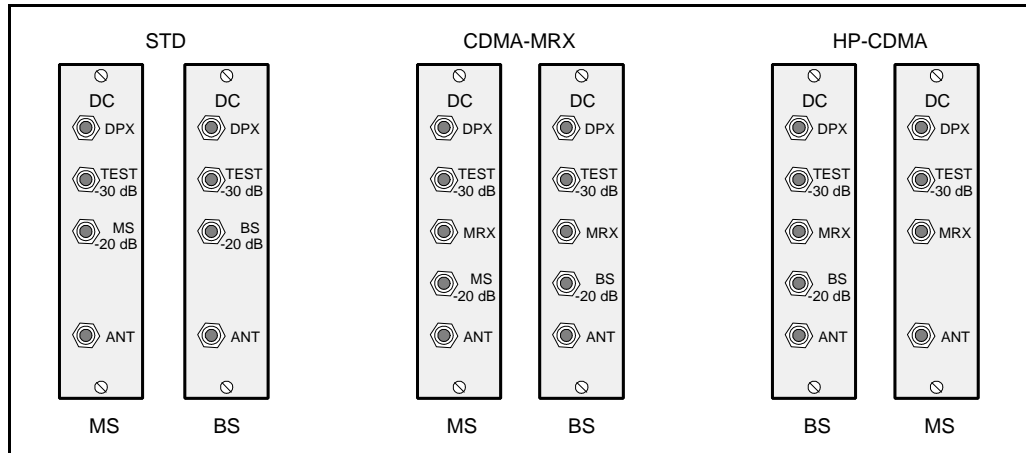 STD CDMA-MRX HP-CDMA
DC DC DC DC DC DC
DPX DPX DPX DPX DPX DPX
TEST TEST TEST TEST TEST TEST
-30 dB -30 dB -30 dB -30 dB -30 dB -30 dB
MS BS MRX MRX MRX MRX
-20 dB -20 dB
MS BS BS
-20 dB -20 dB -20 dB
ANT ANT ANT ANT ANT ANT
MS BS MS BS BS MS